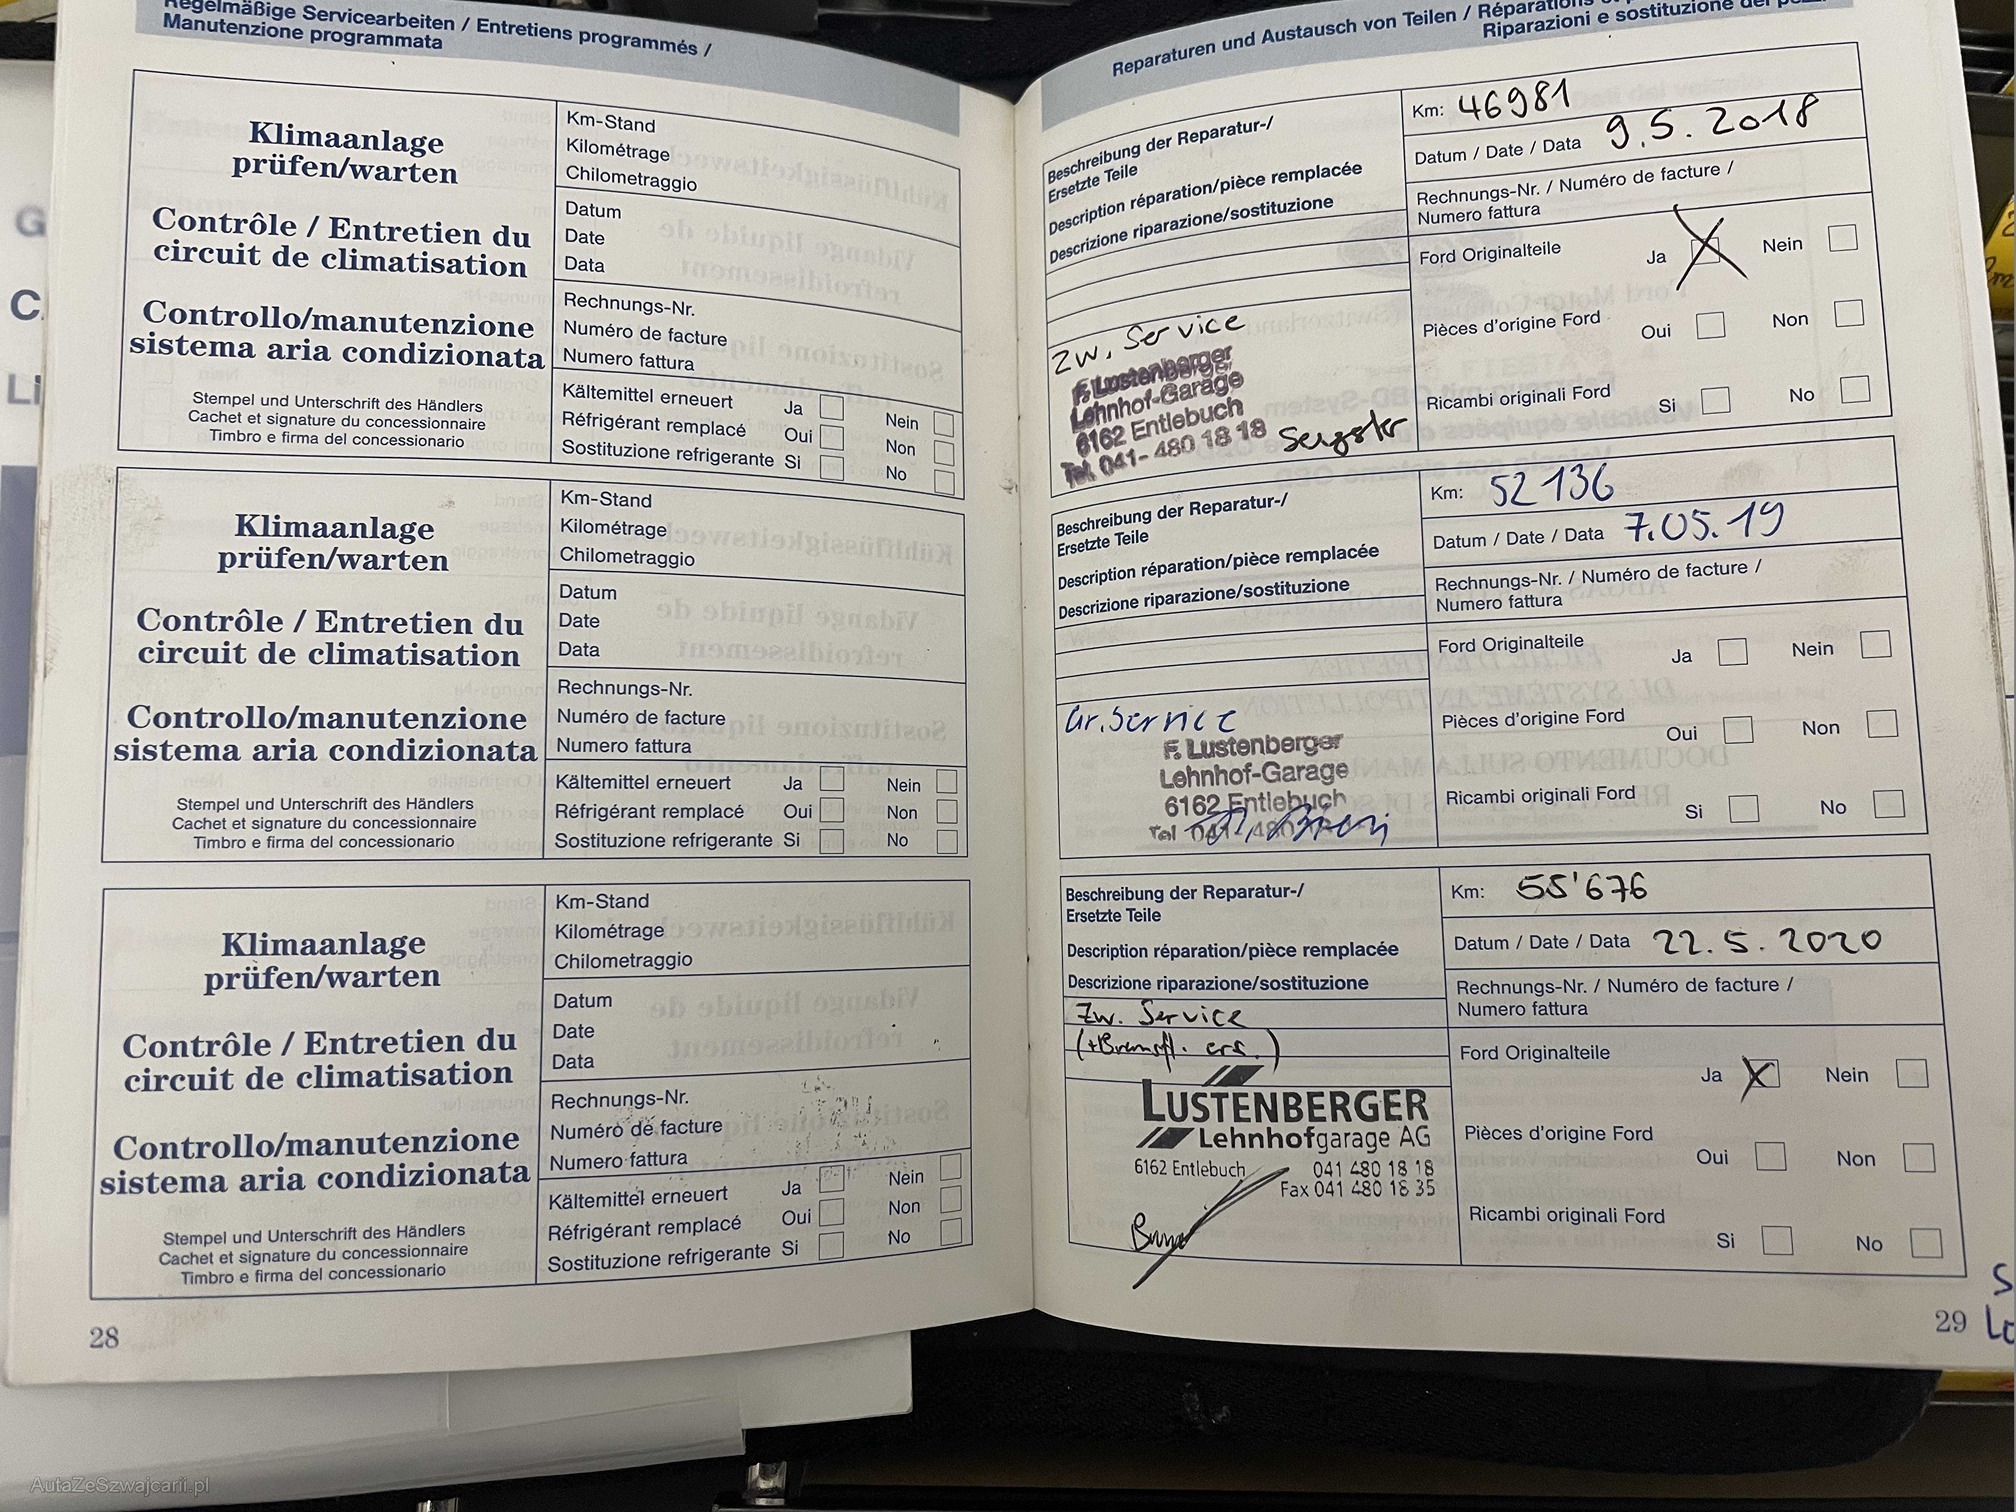 Regelmäßige Servicearbeiten / Entretiens programmés /
Manutenzione programmata
Klimaanlage
prüfen/warten
Contrôle / Entretien du
circuit de climatisation
Controllo/manutenzione
sistema aria condizionata
Stempel und Unterschrift des Händlers
Cachet et signature du concessionnaire
Timbro e firma del concessionario
Km-Stand
Kilométrage
Chilometraggio
Datum
Date
Data
Rechnungs-Nr.
Numéro de facture
Numero fattura
Kältemittel erneuert Ja Nein
Réfrigérant remplacé Oui Non
Sostituzione refrigerante Si No
Klimaanlage
prüfen/warten
Contrôle / Entretien du
circuit de climatisation
Controllo/manutenzione
sistema aria condizionata
Stempel und Unterschrift des Händlers
Cachet et signature du concessionnaire
Timbro e firma del concessionario
Km-Stand
Kilométrage
Chilometraggio
Datum
Date
Data
Rechnungs-Nr.
Numéro de facture
Numero fattura
Kältemittel erneuert Ja Nein
Réfrigérant remplacé Oui Non
Sostituzione refrigerante Si No
Klimaanlage
prüfen/warten
Contrôle / Entretien du
circuit de climatisation
Controllo/manutenzione
sistema aria condizionata
Stempel und Unterschrift des Händlers
Cachet et signature du concessionnaire
Timbro e firma del concessionario
Km-Stand
Kilométrage
Chilometraggio
Datum
Date
Data
Rechnungs-Nr.
Numéro de facture
Numero fattura
Kältemittel erneuert Ja Nein
Réfrigérant remplacé Oui Non
Sostituzione refrigerante Si No
28
Reparaturen und Austausch von Teilen / Réparations
Riparazioni e sostituzione dei
Beschreibung der Reparatur-/
Ersetzte Teile
Description réparation/pièce remplacée
Descrizione riparazione/sostituzione
Zw. Service
F. Lustenberger
Lehnhof-Garage
6162 Entlebuch
Tel. 041- 480 18 18
Km: 46981
Datum / Date / Data 9.5.2018
Rechnungs-Nr. / Numéro de facture /
Numero fattura
Ford Originalteile Ja Nein
Pièces d'origine Ford Oui Non
Ricambi originali Ford Si No
Beschreibung der Reparatur-/
Ersetzte Teile
Description réparation/pièce remplacée
Descrizione riparazione/sostituzione
Gr. Service
F. Lustenberger
Lehnhof-Garage
6162 Entlebuch
Tel 041- 480
Km: 52136
Datum / Date / Data 7.05.19
Rechnungs-Nr. / Numéro de facture /
Numero fattura
Ford Originalteile Ja Nein
Pièces d'origine Ford Oui Non
Ricambi originali Ford Si No
Beschreibung der Reparatur-/
Ersetzte Teile
Description réparation/pièce remplacée
Descrizione riparazione/sostituzione
Zw. Service
(+Bremsfl. ers.)
LUSTENBERGER
Lehnhofgarage AG
6162 Entlebuch 041 480 18 18
Fax 041 480 18 35
Km: 55'676
Datum / Date / Data 22.5.2020
Rechnungs-Nr. / Numéro de facture /
Numero fattura
Ford Originalteile Ja Nein
Pièces d'origine Ford Oui Non
Ricambi originali Ford Si No
29
AutaZeSzwajcarii.pl